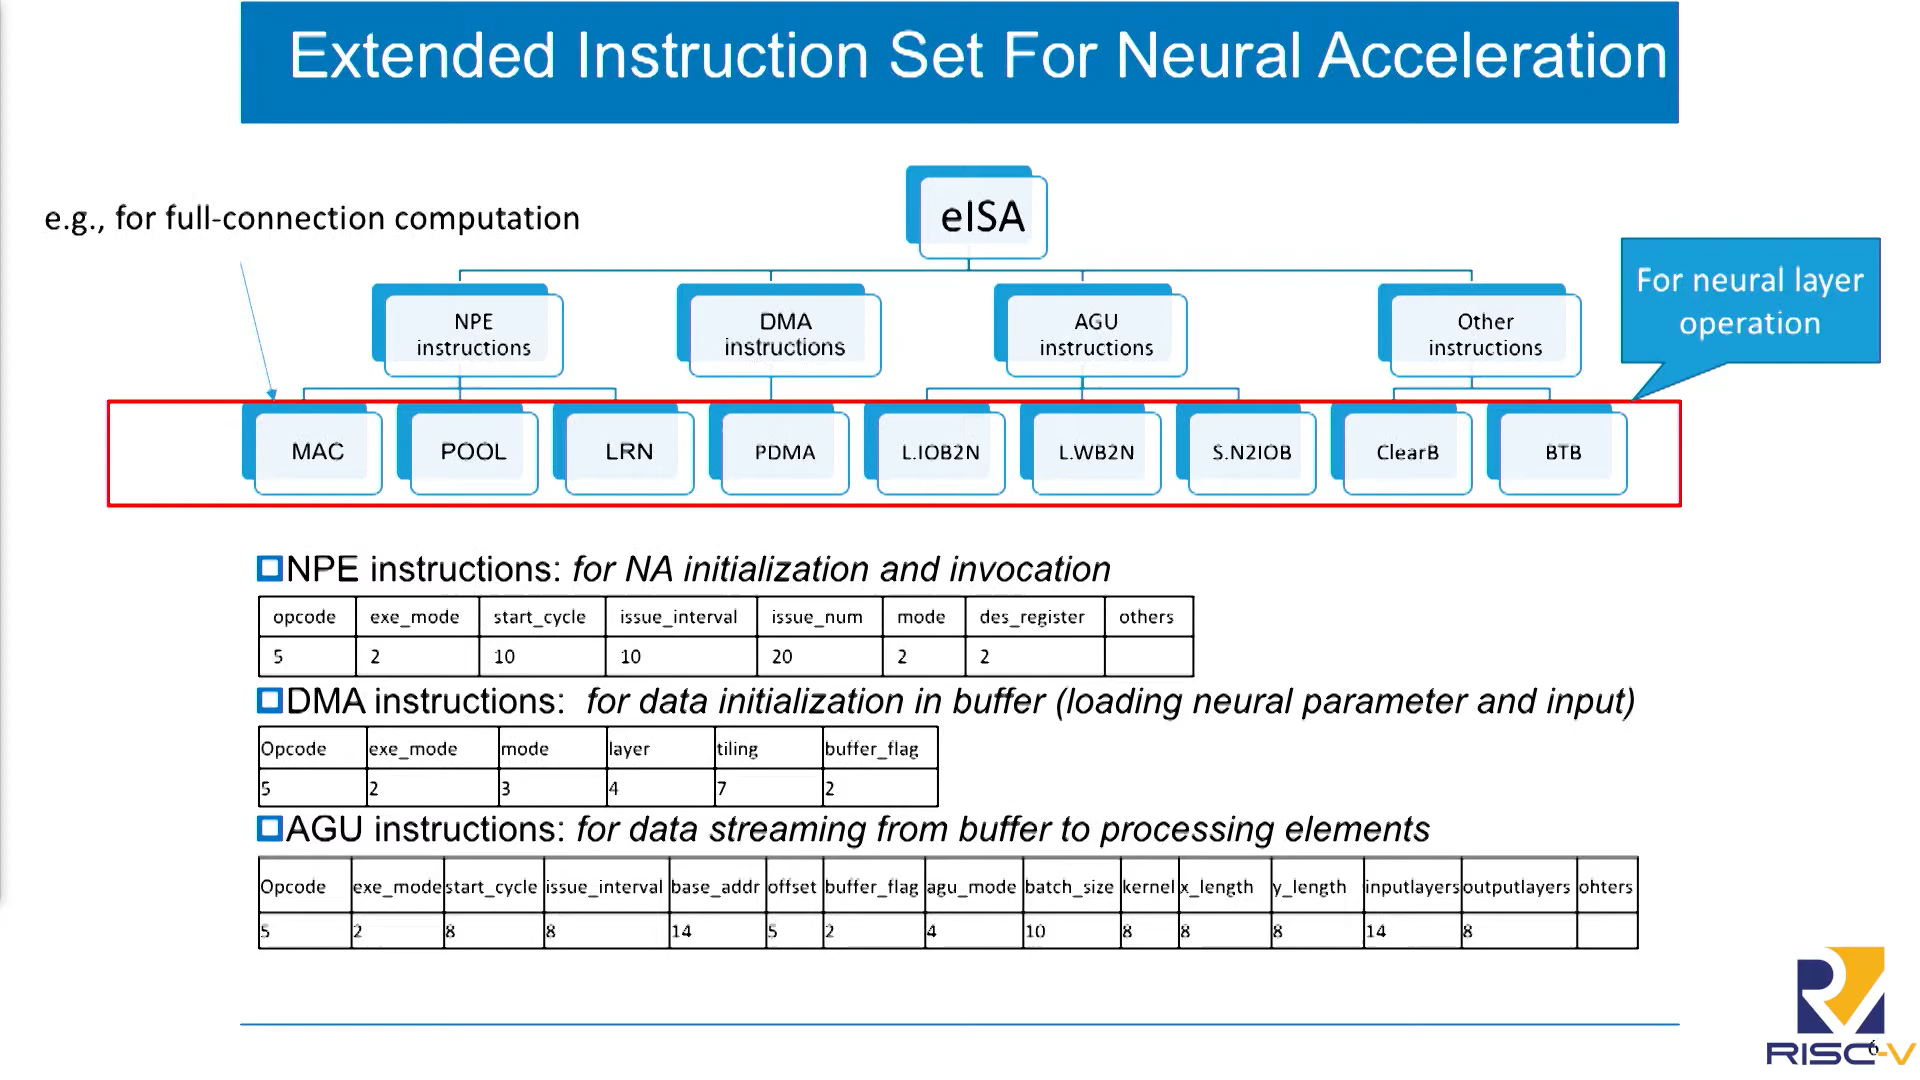 Extended Instruction Set For Neural Acceleration
e.g., for full-connection computation
eISA
For neural layer
operation
NPE
instructions
DMA
instructions
AGU
instructions
Other
instructions
MAC
POOL
LRN
PDMA
L.IOB2N
L.WB2N
S.N2IOB
ClearB
BTB
NPE instructions: for NA initialization and invocation
opcode exe_mode start_cycle issue_interval issue_num mode des_register others
5 2 10 10 20 2 2
DMA instructions: for data initialization in buffer (loading neural parameter and input)
Opcode exe_mode mode layer tiling buffer_flag
5 2 3 4 7 2
AGU instructions: for data streaming from buffer to processing elements
Opcode exe_mode start_cycle issue_interval base_addr offset buffer_flag agu_mode batch_size kernel x_length y_length inputlayers outputlayers ohters
5 2 8 8 14 5 2 4 10 8 8 8 14 8
RISC-V
6